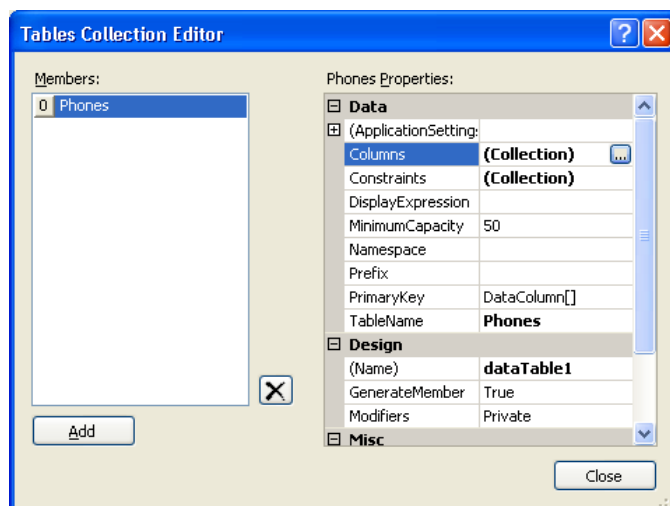 Tables Collection Editor
Members:
0 Phones
Add
Phones Properties:
Data
(ApplicationSettings
Columns (Collection) ...
Constraints (Collection)
DisplayExpression
MinimumCapacity 50
Namespace
Prefix
PrimaryKey DataColumn[]
TableName Phones
Design
(Name) dataTable1
GenerateMember True
Modifiers Private
Misc
Close